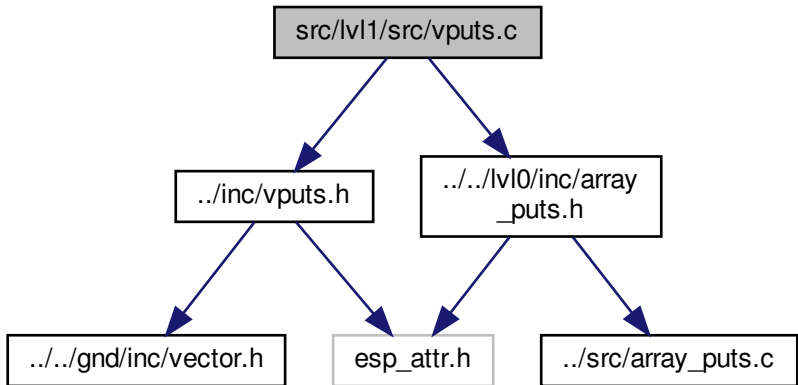 src/lvl1/src/vputs.c
../inc/vputs.h
../../lvl0/inc/array
_puts.h
../../gnd/inc/vector.h
esp_attr.h
../src/array_puts.c